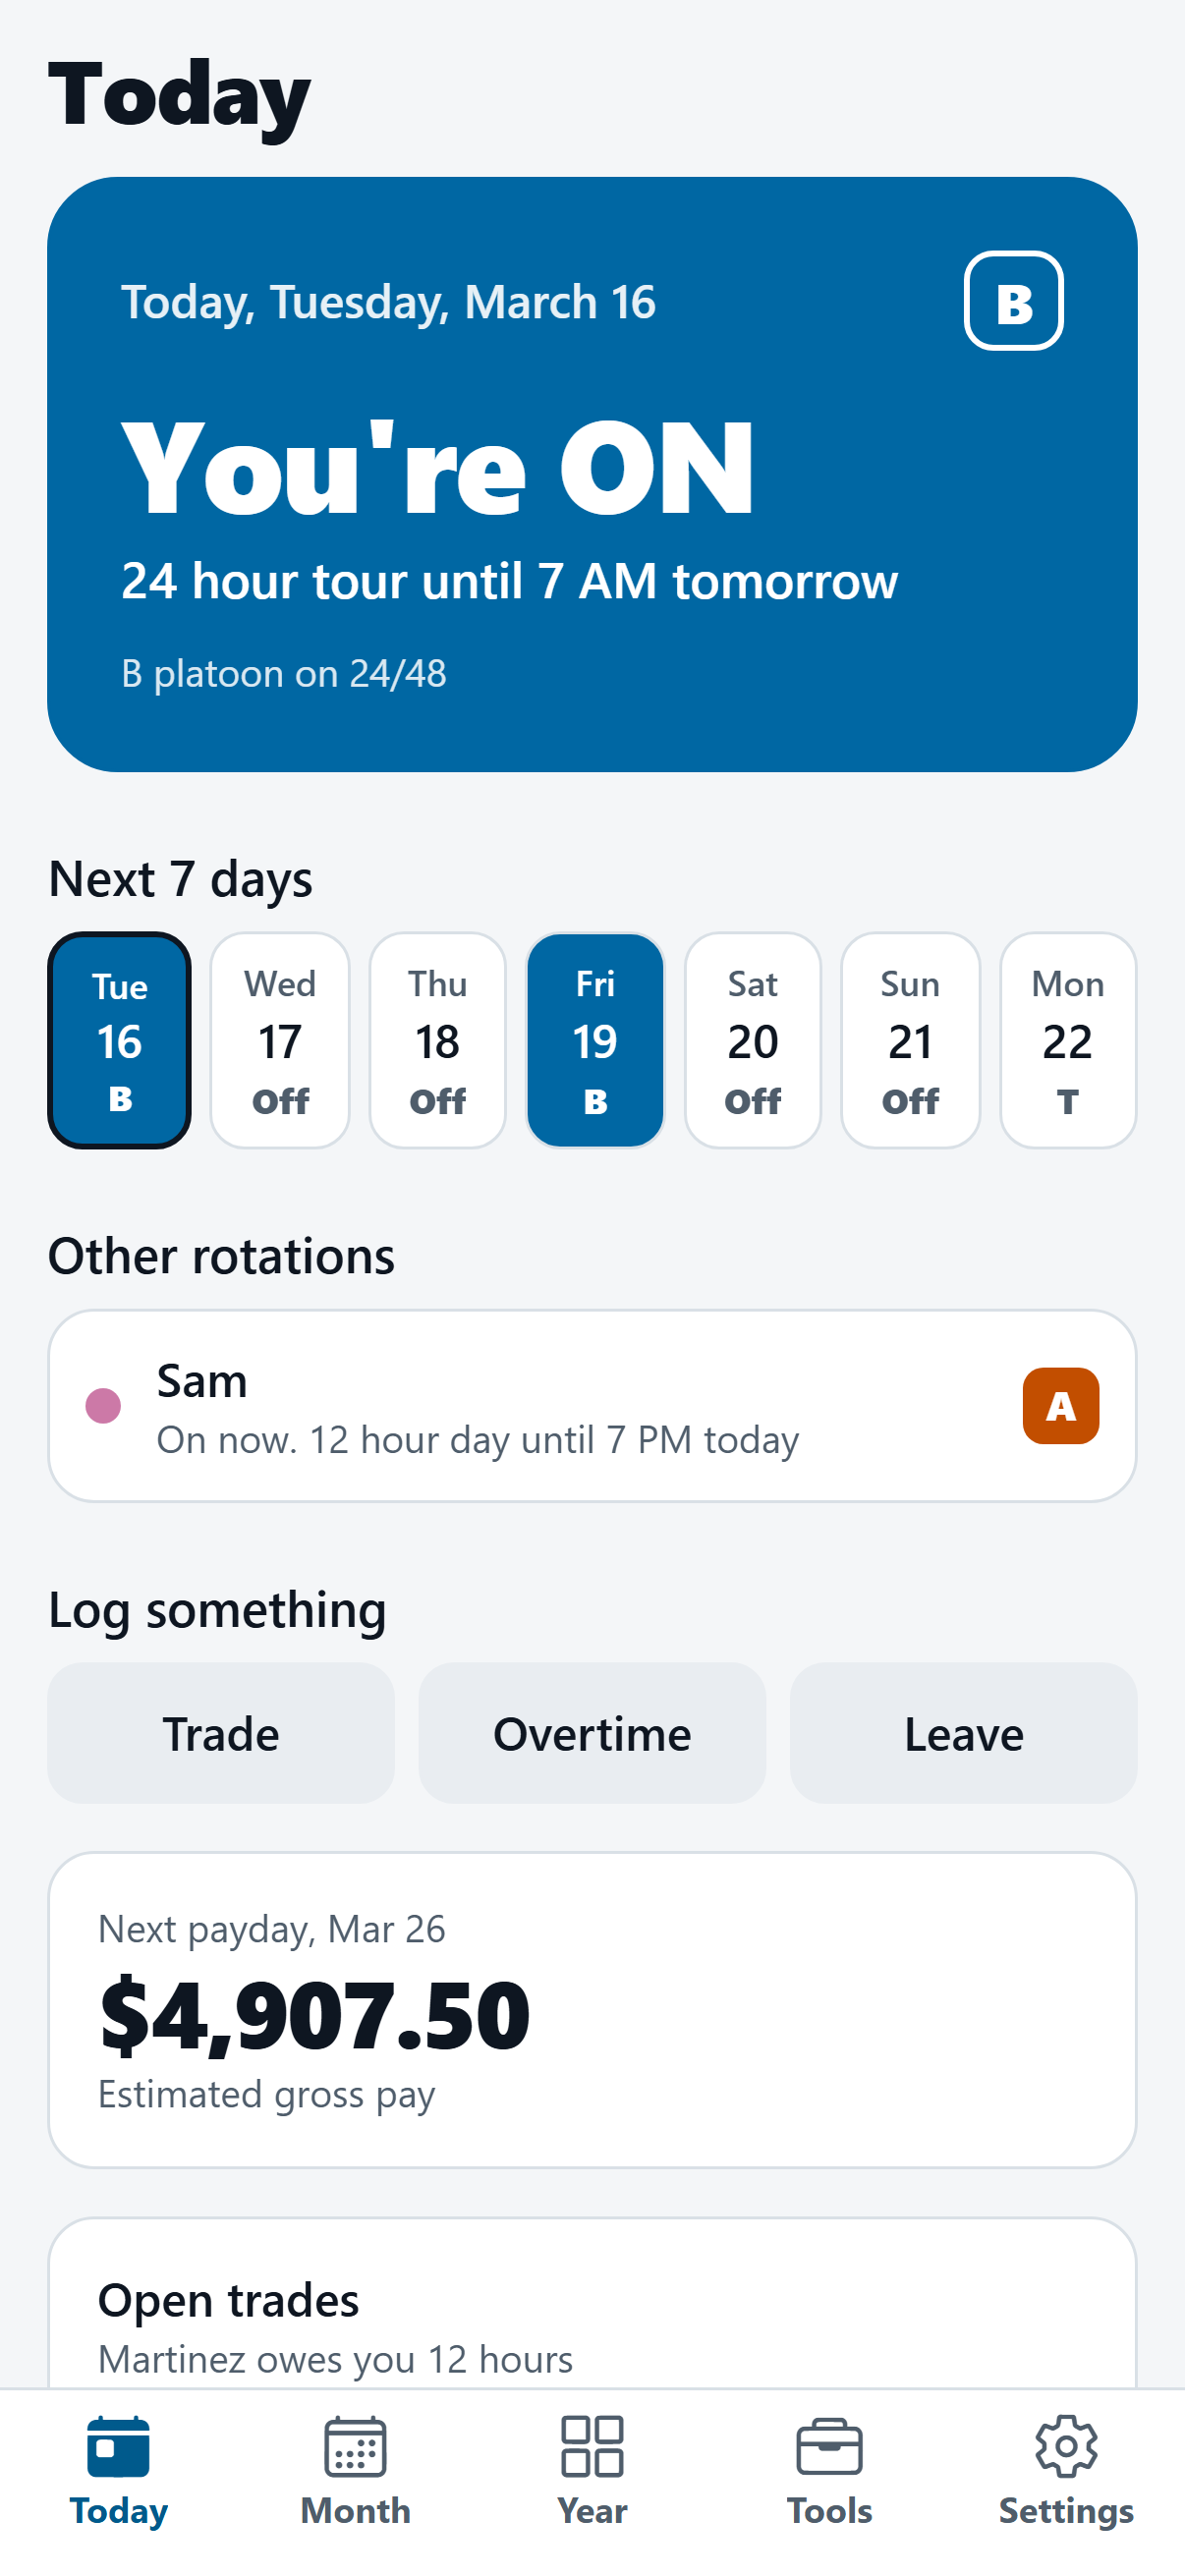 Today
Today, Tuesday, March 16
B
You're ON
24 hour tour until 7 AM tomorrow
B platoon on 24/48
Next 7 days
Tue
16
B
Wed
17
Off
Thu
18
Off
Fri
19
B
Sat
20
Off
Sun
21
Off
Mon
22
T
Other rotations
Sam
On now. 12 hour day until 7 PM today
A
Log something
Trade
Overtime
Leave
Next payday, Mar 26
$4,907.50
Estimated gross pay
Open trades
Martinez owes you 12 hours
Today
Month
Year
Tools
Settings